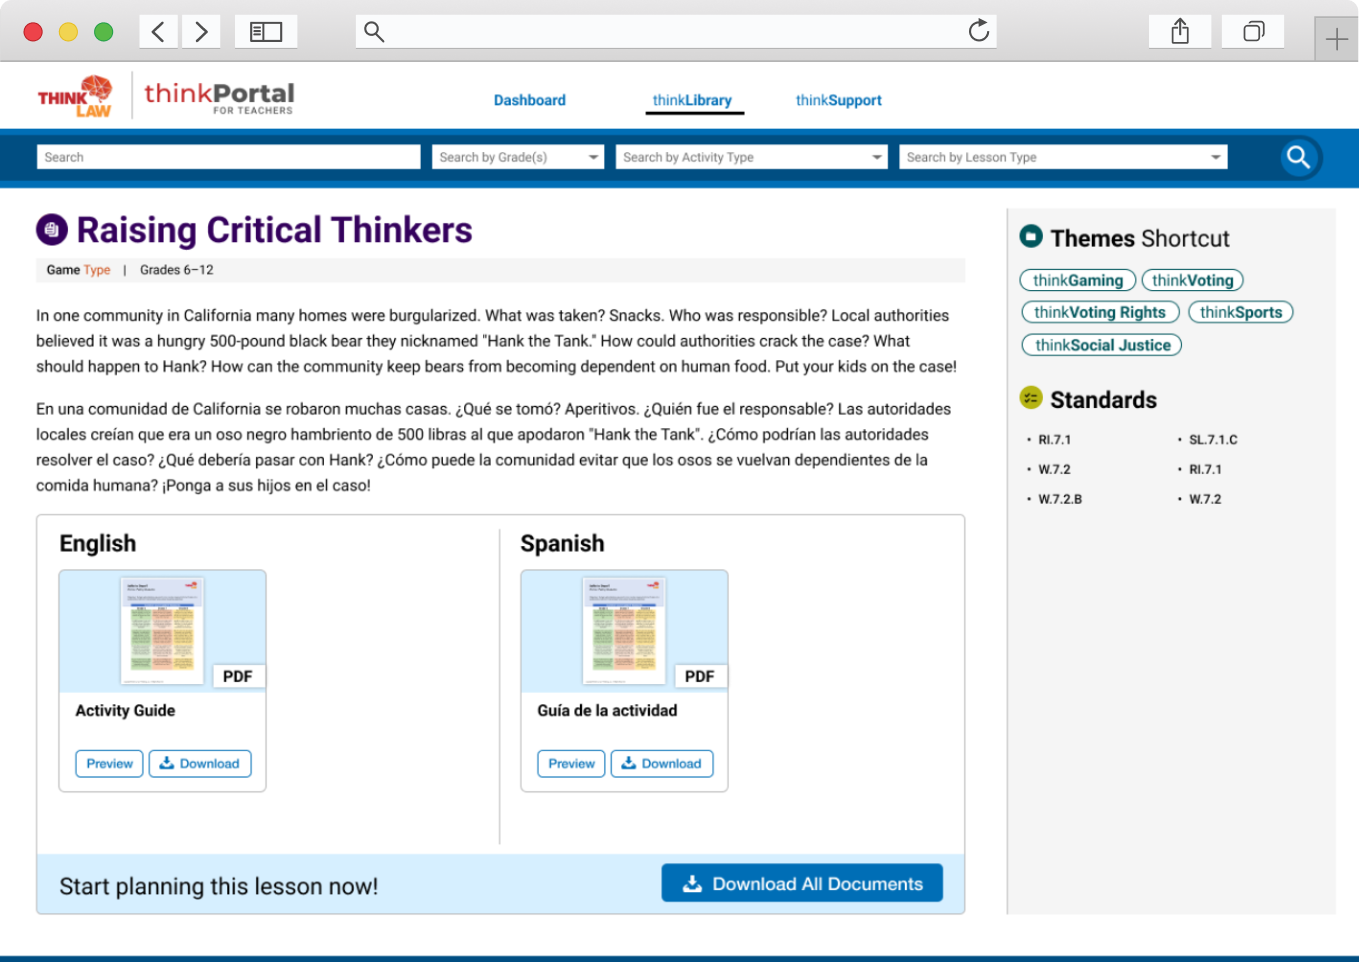 THINK
LAW
thinkPortal
FOR TEACHERS
Dashboard
thinkLibrary
thinkSupport
Search
Search by Grade(s)
Search by Activity Type
Search by Lesson Type
Raising Critical Thinkers
Game Type | Grades 6–12
In one community in California many homes were burgularized. What was taken? Snacks. Who was responsible? Local authorities
believed it was a hungry 500-pound black bear they nicknamed "Hank the Tank." How could authorities crack the case? What
should happen to Hank? How can the community keep bears from becoming dependent on human food. Put your kids on the case!
En una comunidad de California se robaron muchas casas. ¿Qué se tomó? Aperitivos. ¿Quién fue el responsable? Las autoridades
locales creían que era un oso negro hambriento de 500 libras al que apodaron "Hank the Tank". ¿Cómo podrían las autoridades
resolver el caso? ¿Qué debería pasar con Hank? ¿Cómo puede la comunidad evitar que los osos se vuelvan dependientes de la
comida humana? ¡Ponga a sus hijos en el caso!
English
PDF
Activity Guide
Preview
Download
Spanish
PDF
Guía de la actividad
Preview
Download
Start planning this lesson now!
Download All Documents
Themes Shortcut
thinkGaming
thinkVoting
thinkVoting Rights
thinkSports
thinkSocial Justice
Standards
• RI.7.1
• SL.7.1.C
• W.7.2
• RI.7.1
• W.7.2.B
• W.7.2